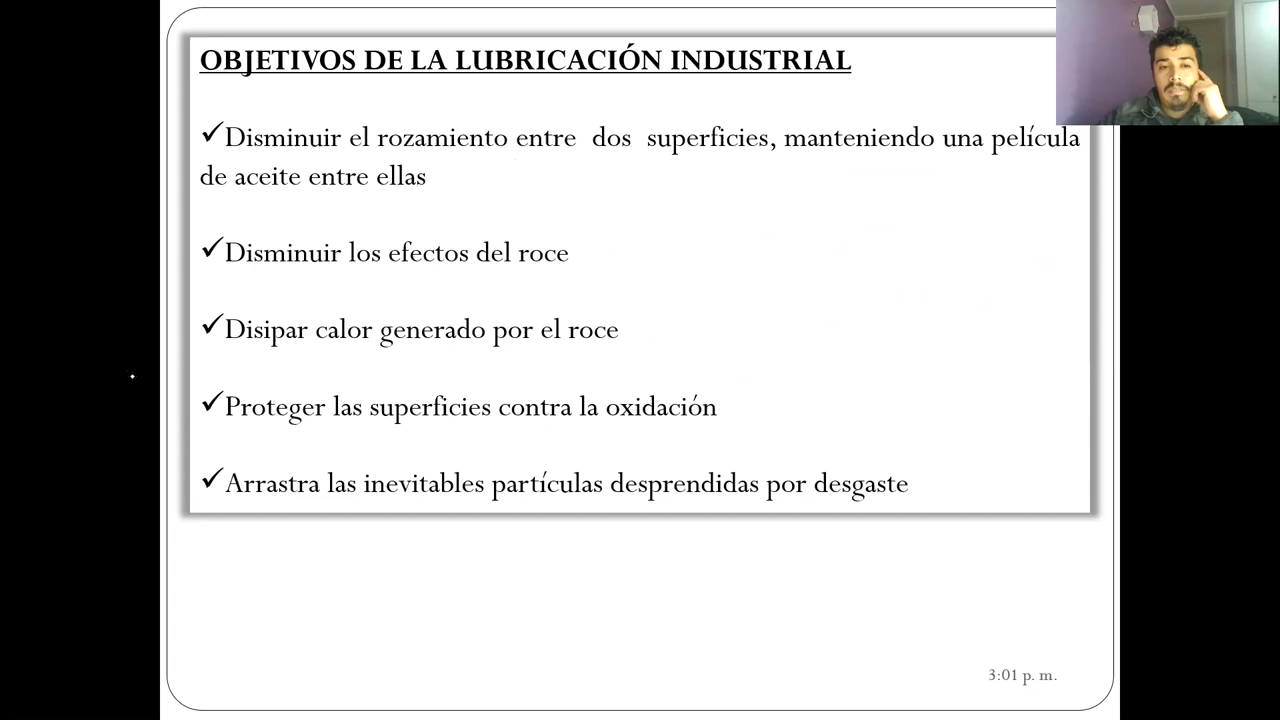 OBJETIVOS DE LA LUBRICACIÓN INDUSTRIAL
✓Disminuir el rozamiento entre dos superficies, manteniendo una película
de aceite entre ellas
✓Disminuir los efectos del roce
✓Disipar calor generado por el roce
✓Proteger las superficies contra la oxidación
✓Arrastra las inevitables partículas desprendidas por desgaste
3:01 p. m.